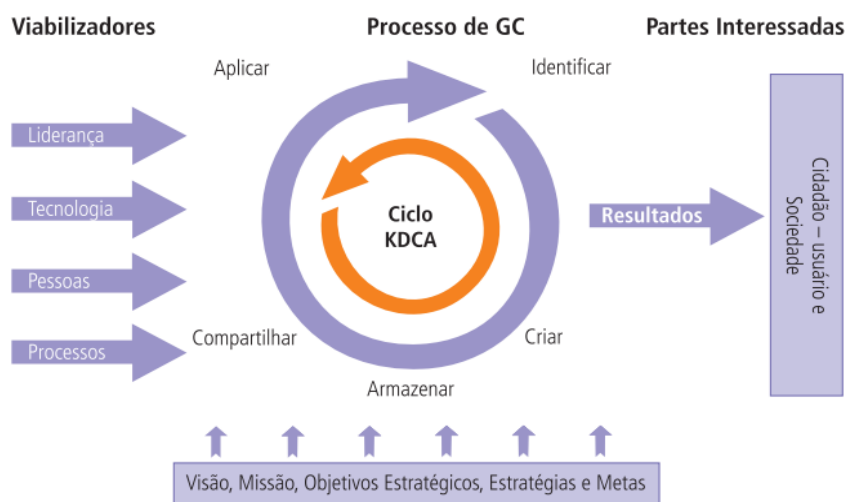 Viabilizadores
Processo de GC
Partes Interessadas
Aplicar
Identificar
Liderança
Tecnologia
Pessoas
Processos
Ciclo
KDCA
Compartilhar
Criar
Armazenar
Resultados
Cidadão – usuário e
Sociedade
Visão, Missão, Objetivos Estratégicos, Estratégias e Metas